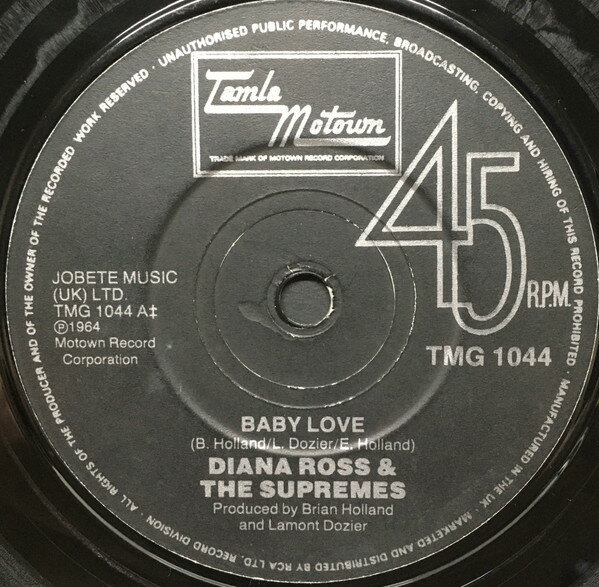 Tamla
Motown
TRADE MARK OF MOTOWN RECORD CORPORATION
45
R.P.M.
TMG 1044
JOBETE MUSIC
(UK) LTD.
TMG 1044 A‡
℗1964
Motown Record
Corporation
BABY LOVE
(B. Holland/L. Dozier/E. Holland)
DIANA ROSS &
THE SUPREMES
Produced by Brian Holland
and Lamont Dozier
ALL RIGHTS OF THE PRODUCER AND OF THE OWNER OF THE RECORDED WORK RESERVED · UNAUTHORISED PUBLIC PERFORMANCE, BROADCASTING, COPYING AND HIRING OF THIS RECORD PROHIBITED · MANUFACTURED IN THE UK · MARKETED AND DISTRIBUTED BY RCA LTD. RECORD DIVISION ·